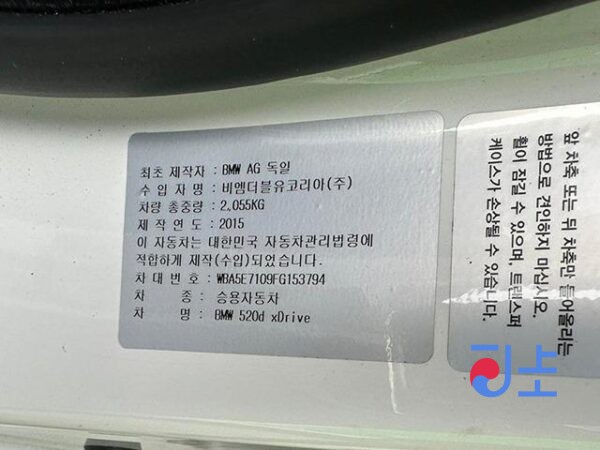 최초 제작자 : BMW AG 독일
수 입 자 명 : 비엠더블유코리아(주)
차량 총중량 : 2,055KG
제 작 연 도 : 2015
이 자동차는 대한민국 자동차관리법령에
적합하게 제작(수입)되었습니다.
차 대 번 호 : WBA5E7109FG153794
차 종 : 승용자동차
차 명 : BMW 520d xDrive
앞 차축 또는 뒤 차축만 들어올리는
방법으로 견인하지 마십시오.
휠이 잠길 수 있으며, 트랜스퍼
케이스가 손상될 수 있습니다.